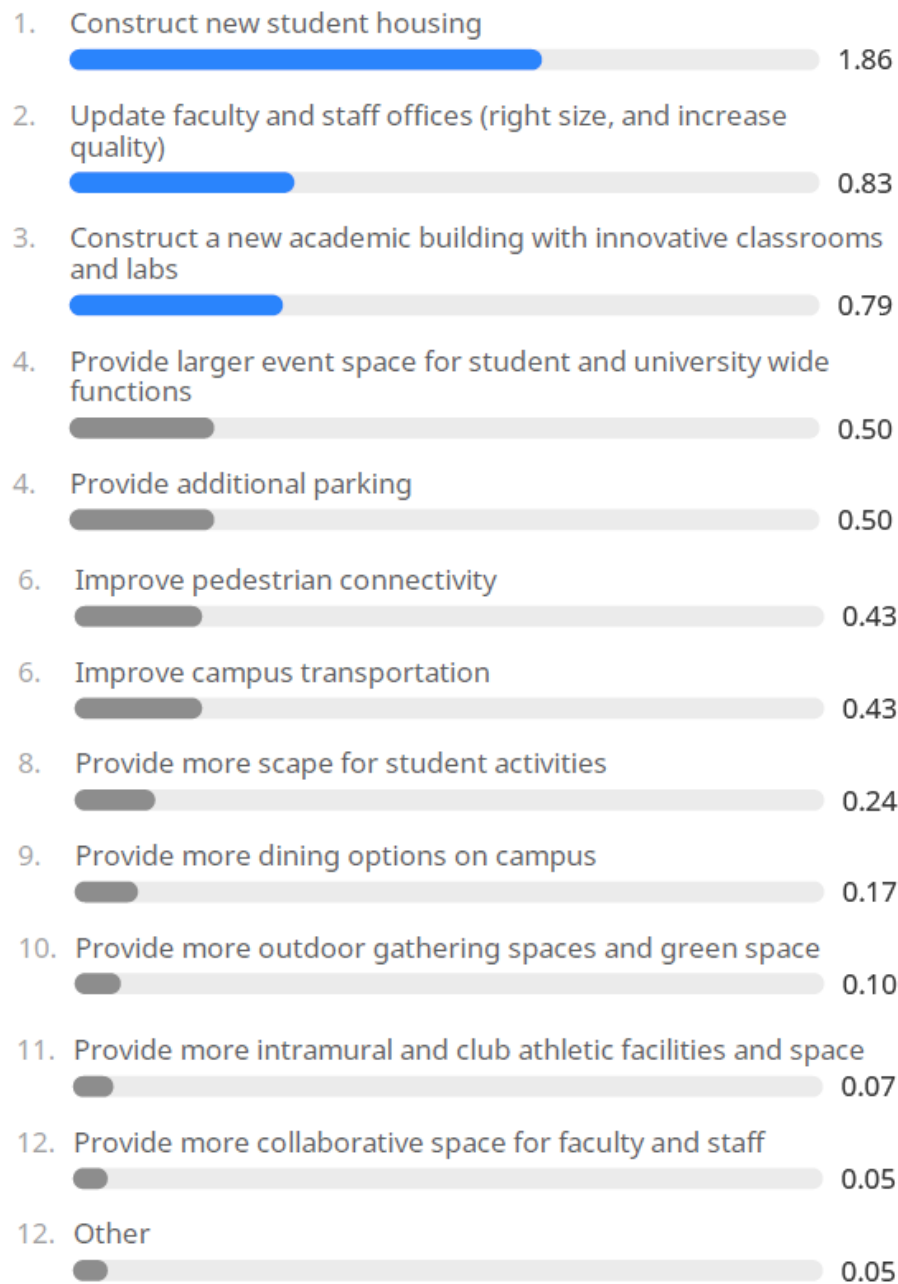 1. Construct new student housing
1.86
2. Update faculty and staff offices (right size, and increase
quality)
0.83
3. Construct a new academic building with innovative classrooms
and labs
0.79
4. Provide larger event space for student and university wide
functions
0.50
4. Provide additional parking
0.50
6. Improve pedestrian connectivity
0.43
6. Improve campus transportation
0.43
8. Provide more scape for student activities
0.24
9. Provide more dining options on campus
0.17
10. Provide more outdoor gathering spaces and green space
0.10
11. Provide more intramural and club athletic facilities and space
0.07
12. Provide more collaborative space for faculty and staff
0.05
12. Other
0.05